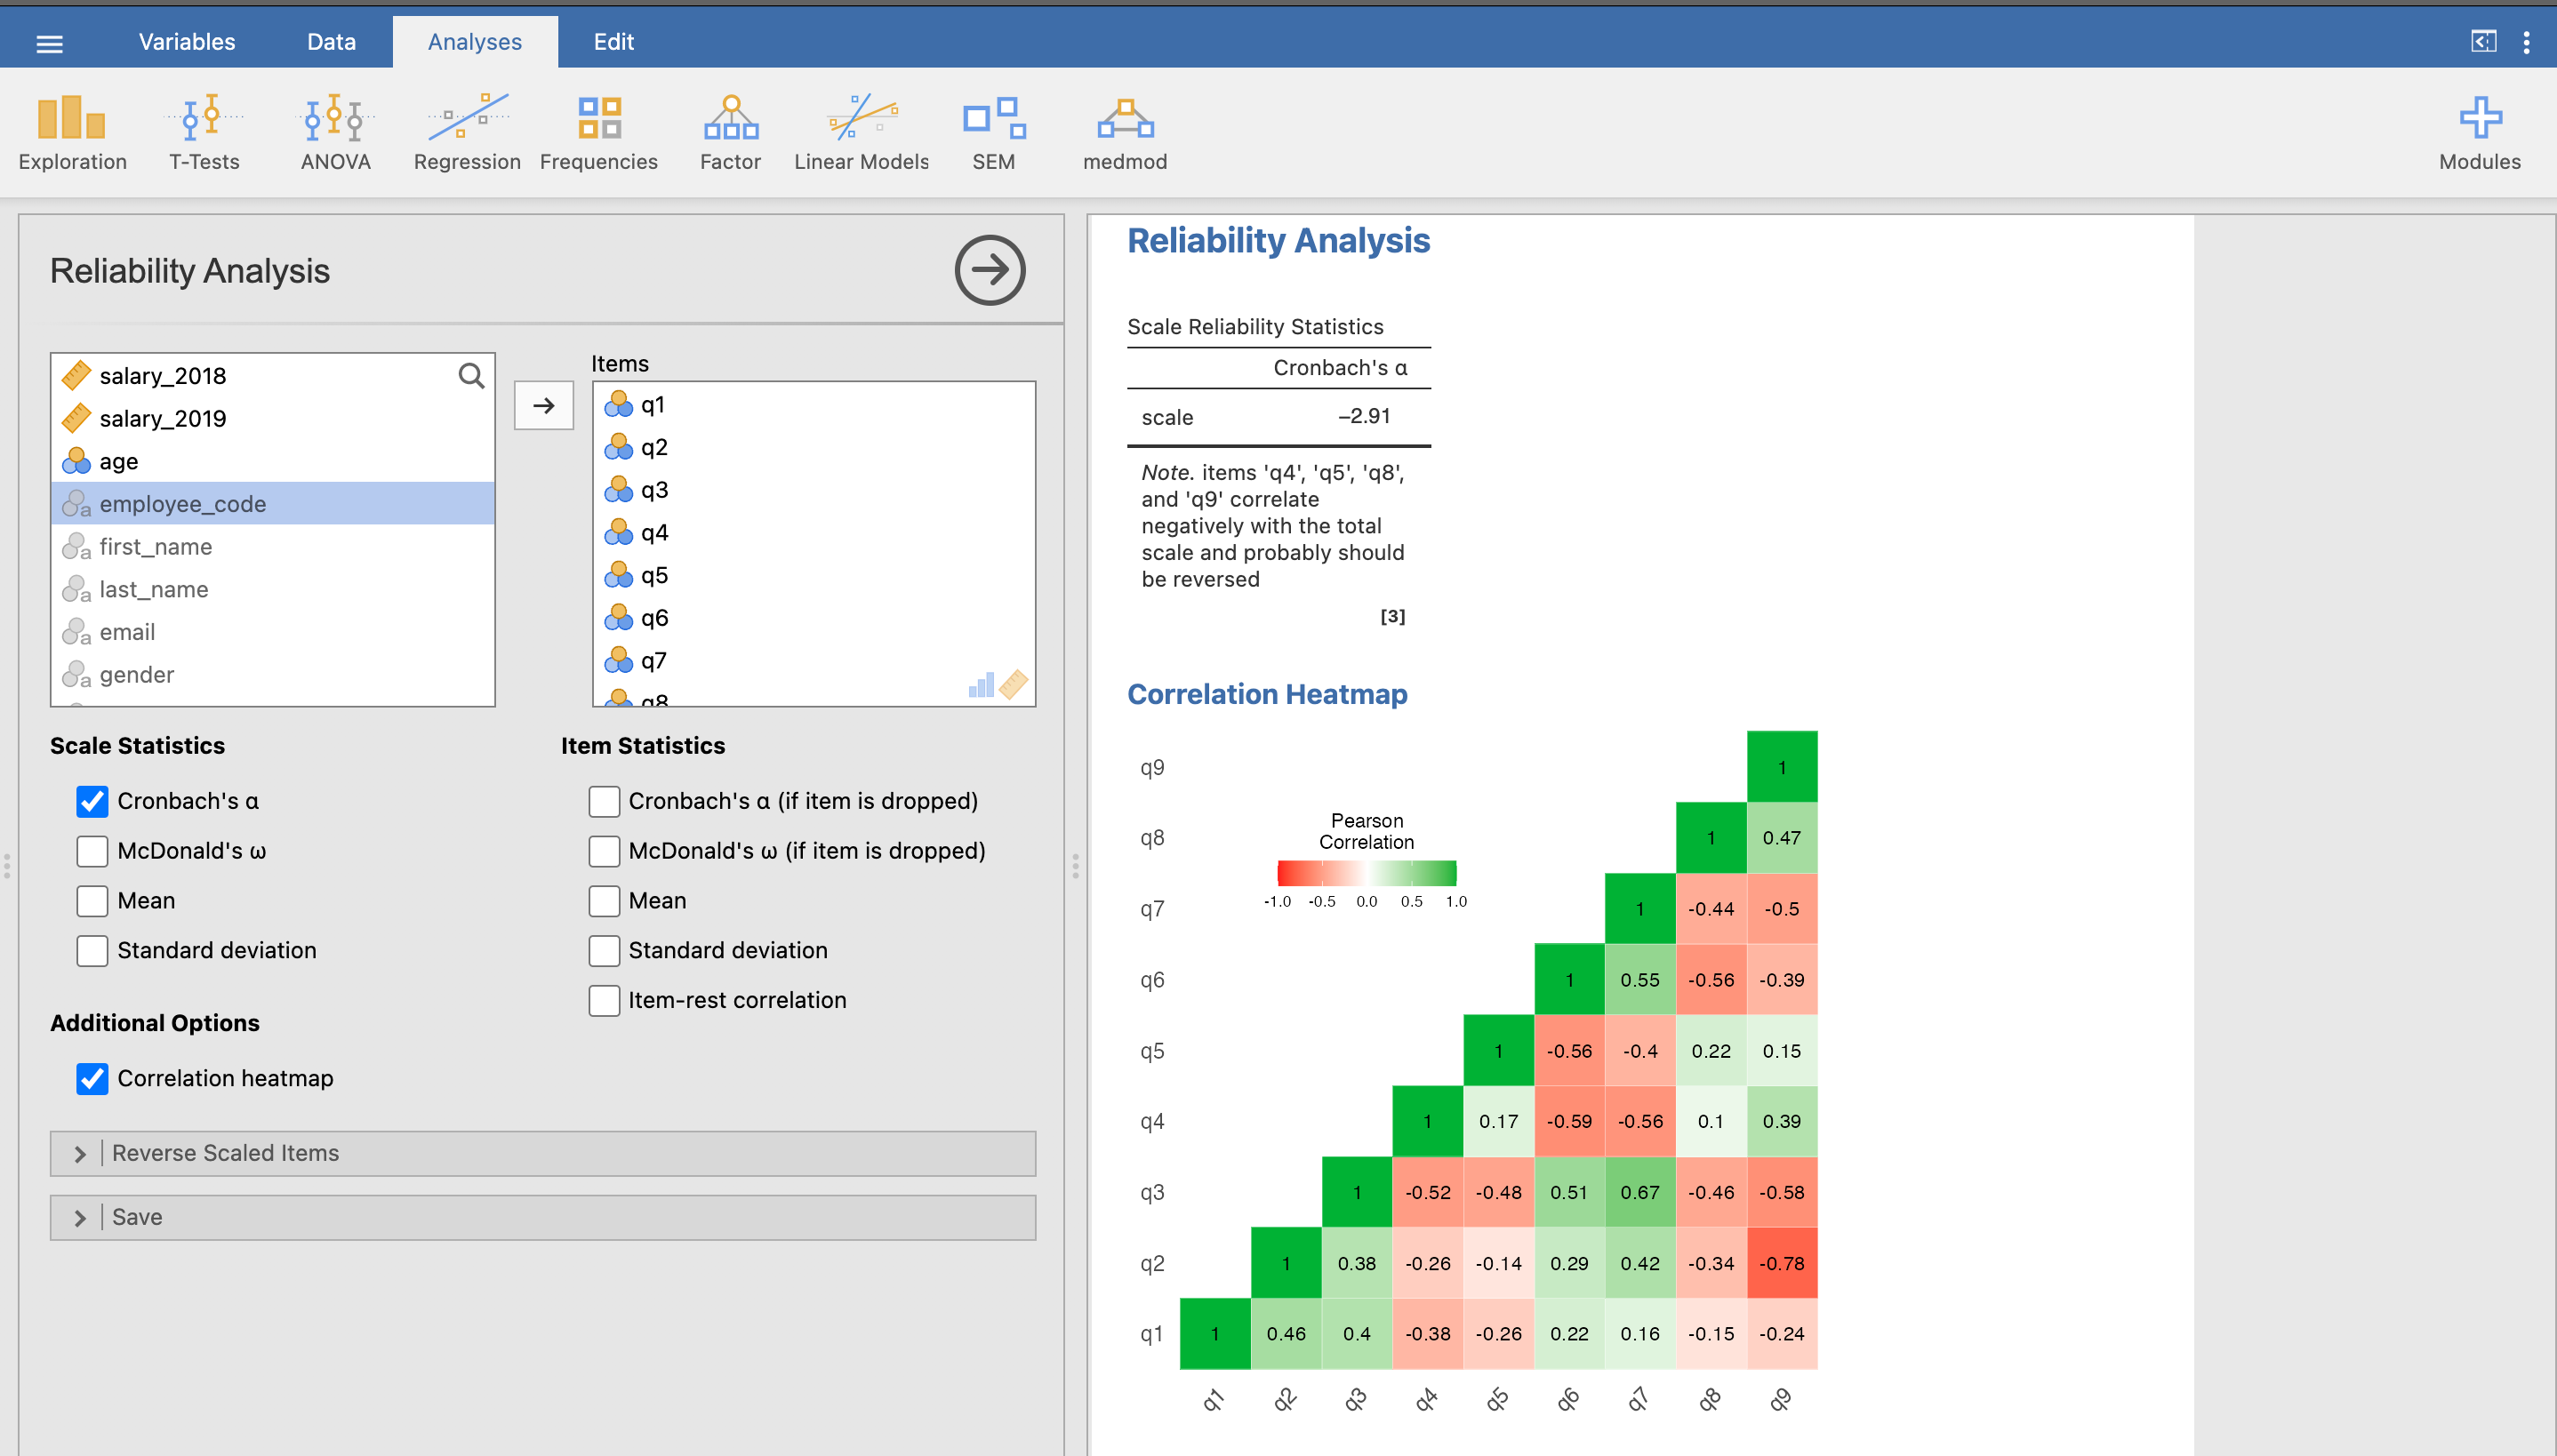 Variables Data Analyses Edit
Exploration T-Tests ANOVA Regression Frequencies Factor Linear Models SEM medmod Modules
Reliability Analysis
salary_2018
salary_2019
age
employee_code
a first_name
a last_name
a email
a gender
Items
q1
q2
q3
q4
q5
q6
q7
q8
Scale Statistics
Cronbach's α
McDonald's ω
Mean
Standard deviation
Item Statistics
Cronbach's α (if item is dropped)
McDonald's ω (if item is dropped)
Mean
Standard deviation
Item-rest correlation
Additional Options
Correlation heatmap
Reverse Scaled Items
Save
Reliability Analysis
Scale Reliability Statistics
Cronbach's α
scale −2.91
Note. items 'q4', 'q5', 'q8',
and 'q9' correlate
negatively with the total
scale and probably should
be reversed
[3]
Correlation Heatmap
Pearson
Correlation
-1.0 -0.5 0.0 0.5 1.0
q9 1
q8 1 0.47
q7 1 -0.44 -0.5
q6 1 0.55 -0.56 -0.39
q5 1 -0.56 -0.4 0.22 0.15
q4 1 0.17 -0.59 -0.56 0.1 0.39
q3 1 -0.52 -0.48 0.51 0.67 -0.46 -0.58
q2 1 0.38 -0.26 -0.14 0.29 0.42 -0.34 -0.78
q1 1 0.46 0.4 -0.38 -0.26 0.22 0.16 -0.15 -0.24
q1 q2 q3 q4 q5 q6 q7 q8 q9